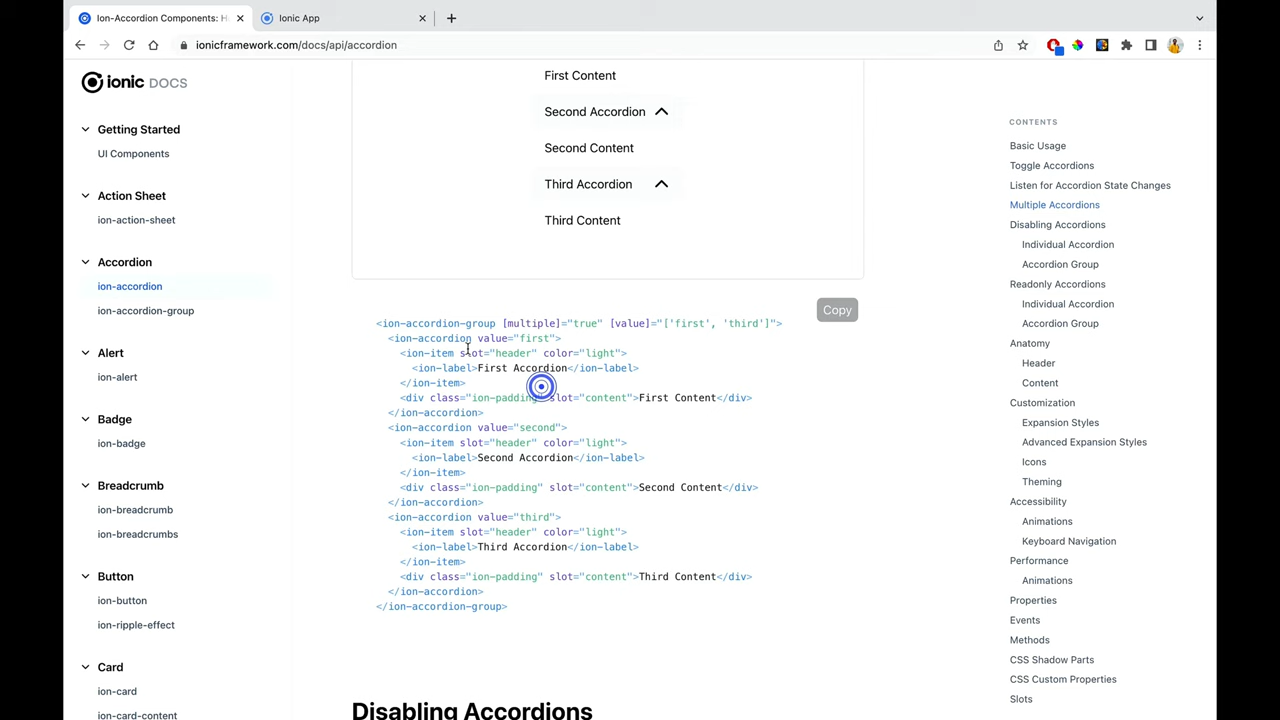 Ion-Accordion Components: H
Ionic App
ionicframework.com/docs/api/accordion
ionic DOCS
Getting Started
UI Components
Action Sheet
ion-action-sheet
Accordion
ion-accordion
ion-accordion-group
Alert
ion-alert
Badge
ion-badge
Breadcrumb
ion-breadcrumb
ion-breadcrumbs
Button
ion-button
ion-ripple-effect
Card
ion-card
ion-card-content
First Content
Second Accordion
Second Content
Third Accordion
Third Content
Copy
<ion-accordion-group [multiple]="true" [value]="['first', 'third']">
<ion-accordion value="first">
<ion-item slot="header" color="light">
<ion-label>First Accordion</ion-label>
</ion-item>
<div class="ion-padding" slot="content">First Content</div>
</ion-accordion>
<ion-accordion value="second">
<ion-item slot="header" color="light">
<ion-label>Second Accordion</ion-label>
</ion-item>
<div class="ion-padding" slot="content">Second Content</div>
</ion-accordion>
<ion-accordion value="third">
<ion-item slot="header" color="light">
<ion-label>Third Accordion</ion-label>
</ion-item>
<div class="ion-padding" slot="content">Third Content</div>
</ion-accordion>
</ion-accordion-group>
Disabling Accordions
CONTENTS
Basic Usage
Toggle Accordions
Listen for Accordion State Changes
Multiple Accordions
Disabling Accordions
Individual Accordion
Accordion Group
Readonly Accordions
Individual Accordion
Accordion Group
Anatomy
Header
Content
Customization
Expansion Styles
Advanced Expansion Styles
Icons
Theming
Accessibility
Animations
Keyboard Navigation
Performance
Animations
Properties
Events
Methods
CSS Shadow Parts
CSS Custom Properties
Slots